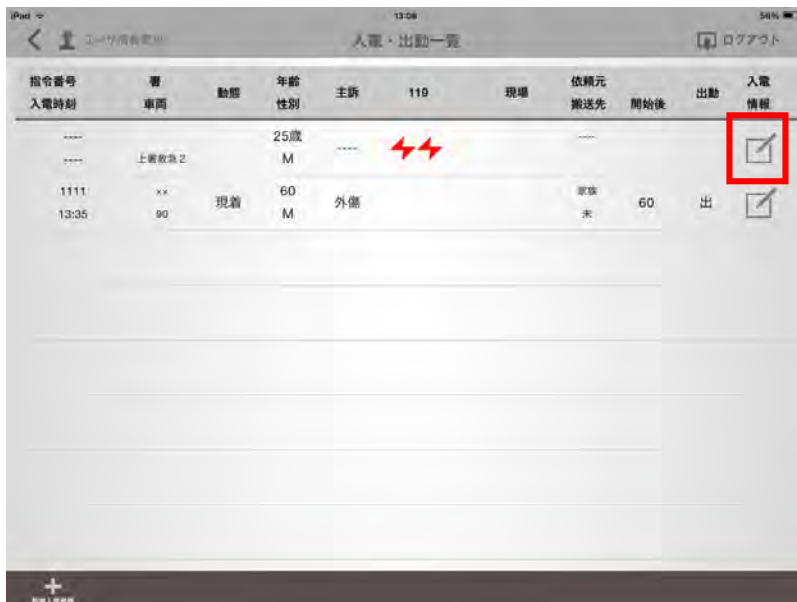 iPad 13:08 56%
ユーザ情報変更 入電・出動一覧 ログアウト
指令番号 署 動態 年齢 主訴 119 現場 依頼元 開始後 出動 入電
入電時刻 車両 性別 搬送先 情報
---- 25歳 ---- ----
---- 上署救急2 M
1111 xx 現着 60 外傷 家族 60 出
13:35 90 M 未